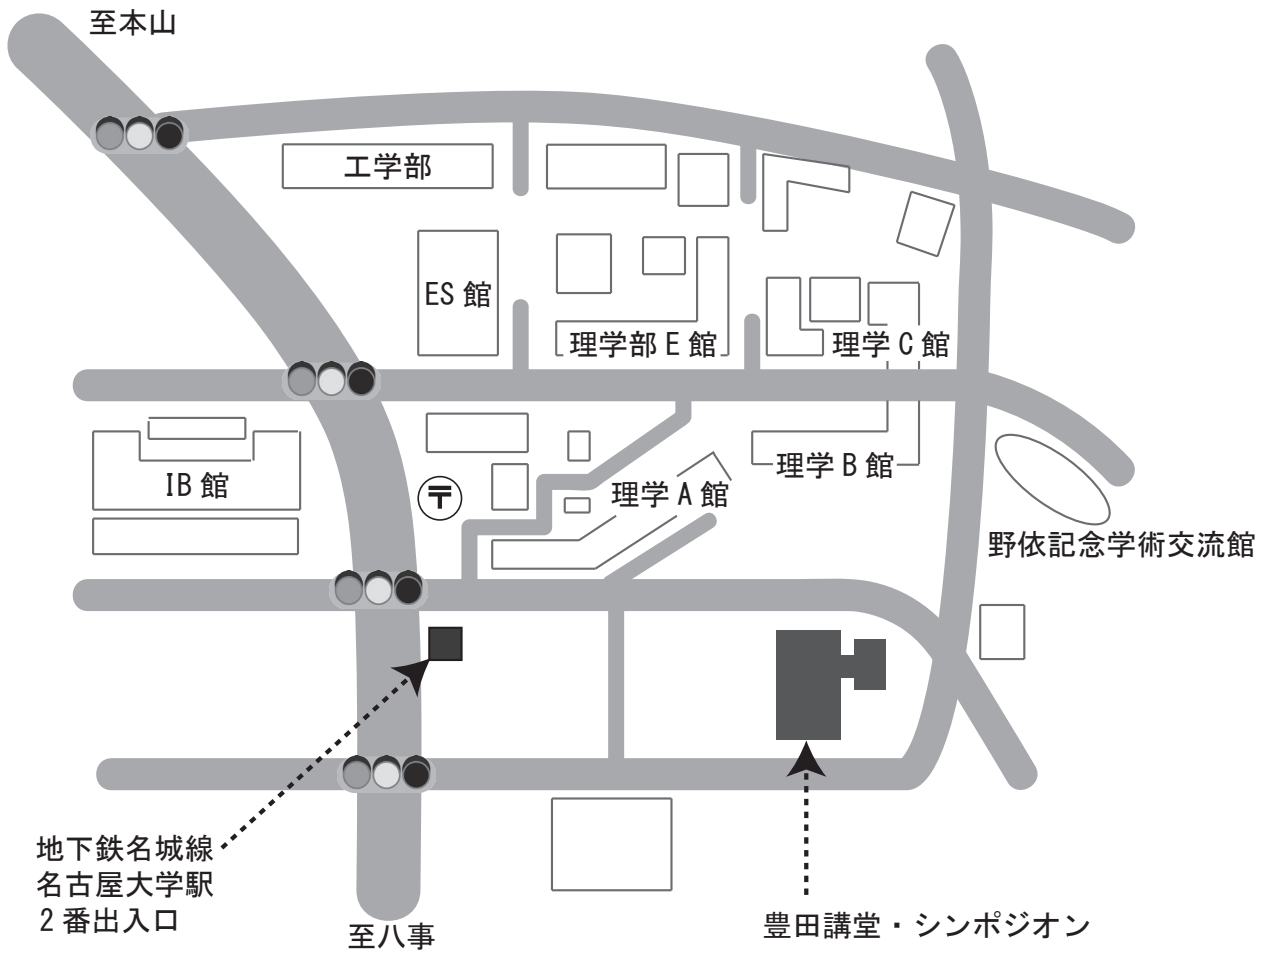 至本山
工学部
ES 館
理学部 E 館
理学 C 館
IB 館
〒
理学 A 館
理学 B 館
野依記念学術交流館
地下鉄名城線
名古屋大学駅
2 番出入口
至八事
豊田講堂・シンポジオン